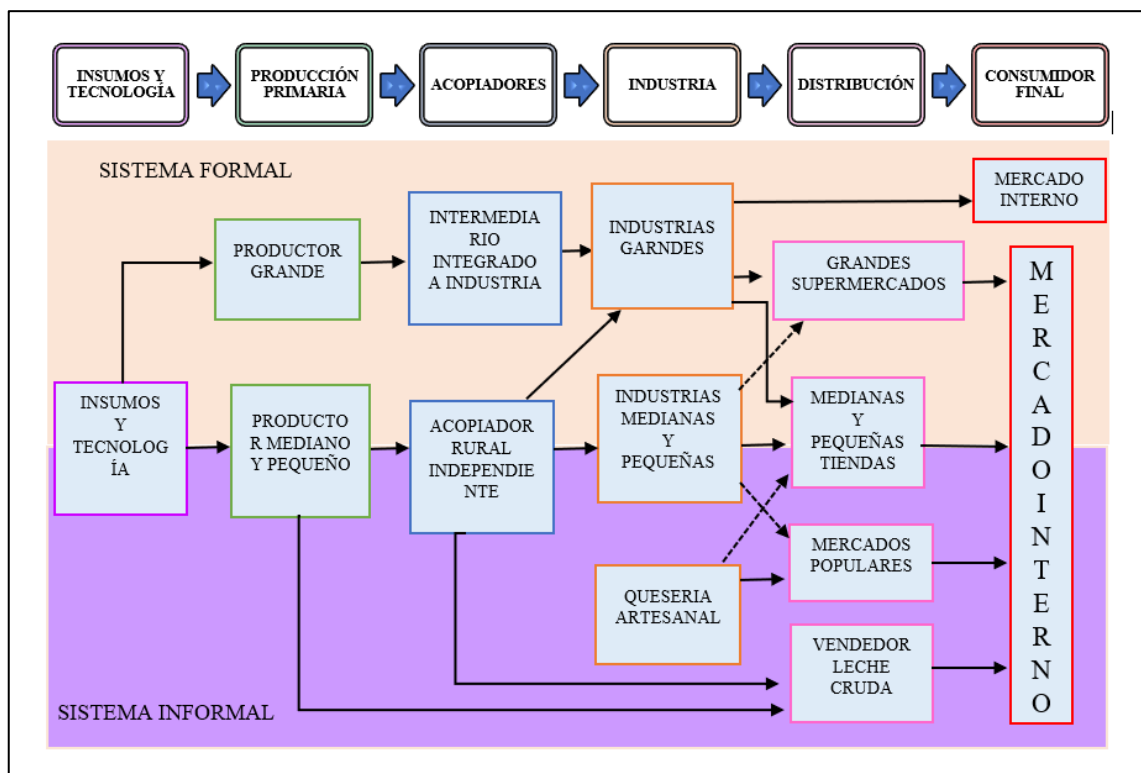 INSUMOS Y
TECNOLOGÍA
PRODUCCIÓN
PRIMARIA
ACOPIADORES
INDUSTRIA
DISTRIBUCIÓN
CONSUMIDOR
FINAL
SISTEMA FORMAL
MERCADO
INTERNO
INTERMEDIA
RIO
INTEGRADO
A INDUSTRIA
INDUSTRIAS
GARNDES
PRODUCTOR
GRANDE
GRANDES
SUPERMERCADOS
INSUMOS
Y
TECNOLOG
ÍA
PRODUCTO
R MEDIANO
Y PEQUEÑO
ACOPIADOR
RURAL
INDEPENDIE
NTE
INDUSTRIAS
MEDIANAS
Y
PEQUEÑAS
MEDIANAS
Y
PEQUEÑAS
TIENDAS
MERCADOS
POPULARES
QUESERIA
ARTESANAL
VENDEDOR
LECHE
CRUDA
M
E
R
C
A
D
O
I
N
T
E
R
N
O
SISTEMA INFORMAL